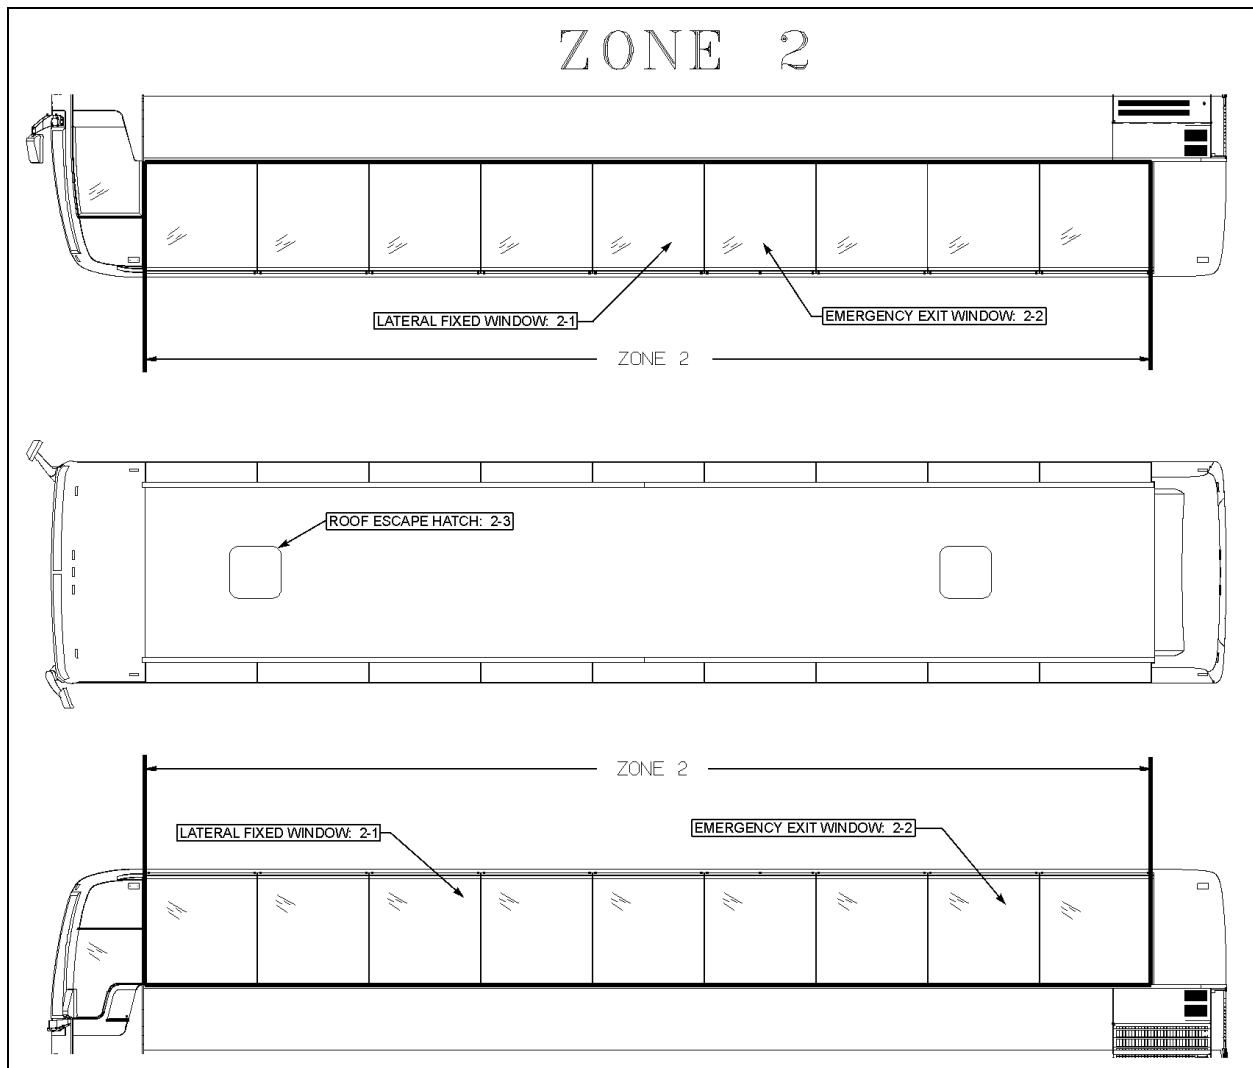 ZONE 2
LATERAL FIXED WINDOW: 2-1
EMERGENCY EXIT WINDOW: 2-2
ZONE 2
ROOF ESCAPE HATCH: 2-3
ZONE 2
LATERAL FIXED WINDOW: 2-1
EMERGENCY EXIT WINDOW: 2-2